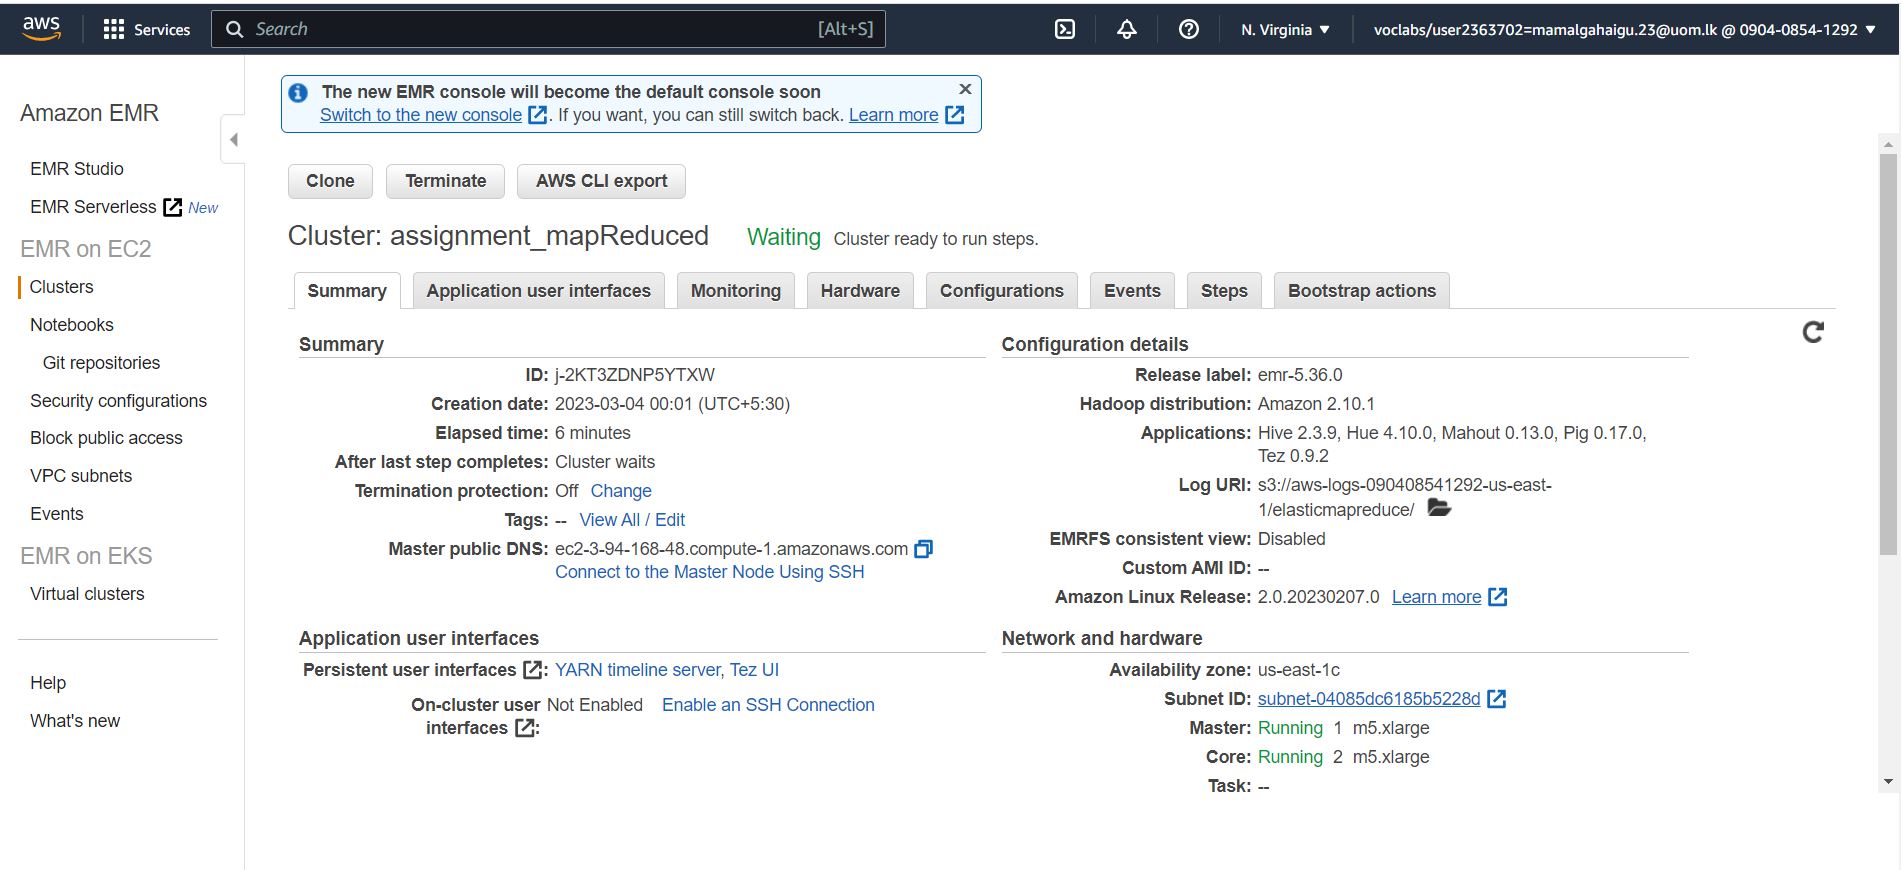 aws Services Search [Alt+S] N. Virginia ▼ voclabs/user2363702=mamalgahaigu.23@uom.lk @ 0904-0854-1292 ▼
Amazon EMR
EMR Studio
EMR Serverless New
EMR on EC2
Clusters
Notebooks
Git repositories
Security configurations
Block public access
VPC subnets
Events
EMR on EKS
Virtual clusters
Help
What's new
The new EMR console will become the default console soon
Switch to the new console . If you want, you can still switch back. Learn more
Clone Terminate AWS CLI export
Cluster: assignment_mapReduced Waiting Cluster ready to run steps.
Summary Application user interfaces Monitoring Hardware Configurations Events Steps Bootstrap actions
Summary
ID: j-2KT3ZDNP5YTXW
Creation date: 2023-03-04 00:01 (UTC+5:30)
Elapsed time: 6 minutes
After last step completes: Cluster waits
Termination protection: Off Change
Tags: -- View All / Edit
Master public DNS: ec2-3-94-168-48.compute-1.amazonaws.com
Connect to the Master Node Using SSH
Configuration details
Release label: emr-5.36.0
Hadoop distribution: Amazon 2.10.1
Applications: Hive 2.3.9, Hue 4.10.0, Mahout 0.13.0, Pig 0.17.0,
Tez 0.9.2
Log URI: s3://aws-logs-090408541292-us-east-
1/elasticmapreduce/
EMRFS consistent view: Disabled
Custom AMI ID: --
Amazon Linux Release: 2.0.20230207.0 Learn more
Application user interfaces
Persistent user interfaces : YARN timeline server, Tez UI
On-cluster user Not Enabled Enable an SSH Connection
interfaces :
Network and hardware
Availability zone: us-east-1c
Subnet ID: subnet-04085dc6185b5228d
Master: Running 1 m5.xlarge
Core: Running 2 m5.xlarge
Task: --